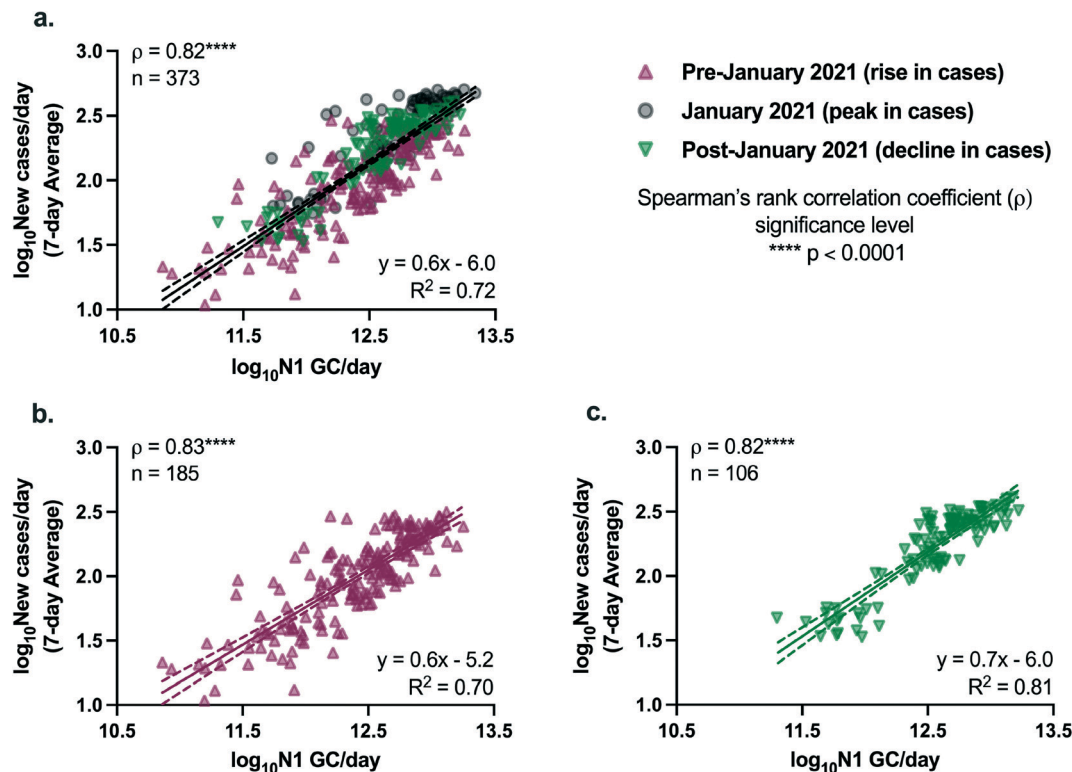 a.
ρ = 0.82****
n = 373
3.0
2.5
2.0
1.5
1.0
log10New cases/day
(7-day Average)
y = 0.6x - 6.0
R2 = 0.72
10.5 11.5 12.5 13.5
log10N1 GC/day
Pre-January 2021 (rise in cases)
January 2021 (peak in cases)
Post-January 2021 (decline in cases)
Spearman's rank correlation coefficient (ρ)
significance level
**** p < 0.0001
b.
ρ = 0.83****
n = 185
3.0
2.5
2.0
1.5
1.0
log10New cases/day
(7-day Average)
y = 0.6x - 5.2
R2 = 0.70
10.5 11.5 12.5 13.5
log10N1 GC/day
c.
ρ = 0.82****
n = 106
3.0
2.5
2.0
1.5
1.0
log10New cases/day
(7-day Average)
y = 0.7x - 6.0
R2 = 0.81
10.5 11.5 12.5 13.5
log10N1 GC/day